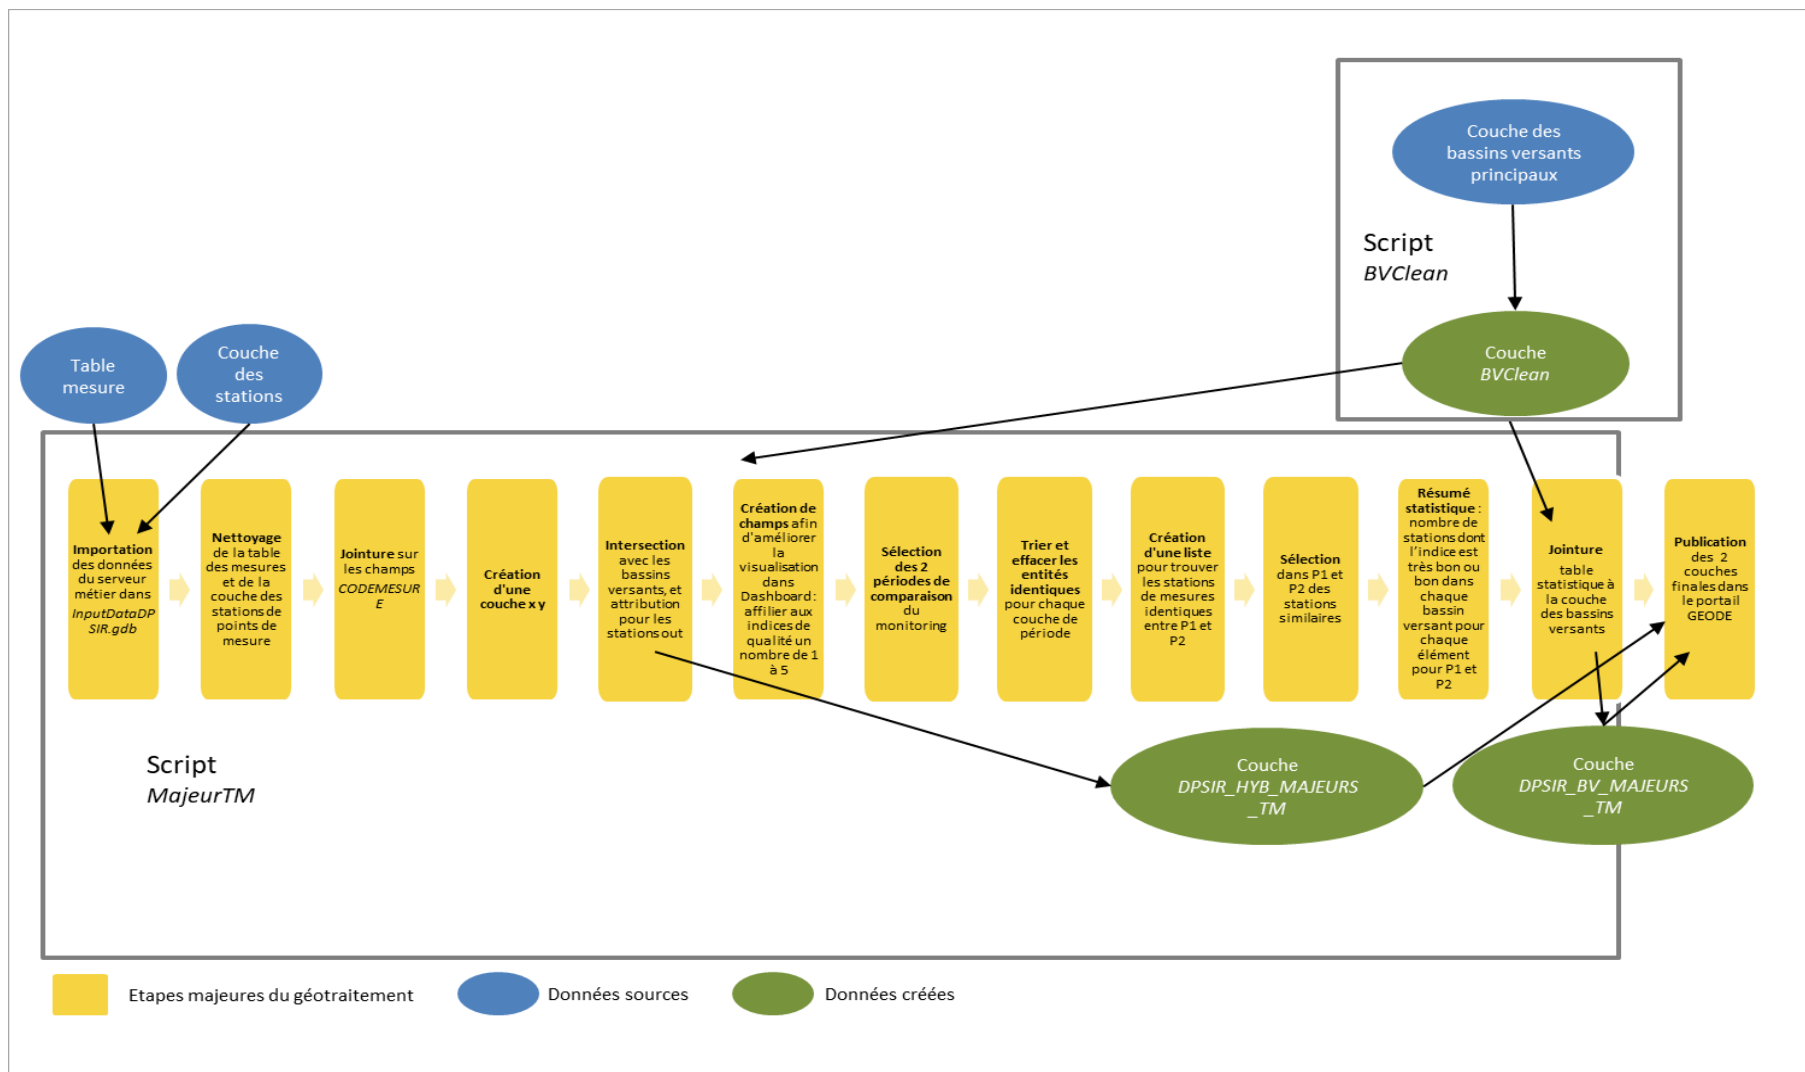 Couche des
bassins versants
principaux
Script
BVClean
Couche
BVClean
Table
mesure
Couche
des
stations
Importation
des données
du serveur
métier dans
InputDataDP
SIR.gdb
Nettoyage
de la table
des mesures
et de la
couche des
stations de
points de
mesure
Jointure sur
les champs
CODEMESUR
E
Création
d'une
couche x y
Intersection
avec les
bassins
versants, et
attribution
pour les
stations out
Création de
champs afin
d'améliorer
la
visualisation
dans
Dashboard : affilier aux
indices de
qualité un
nombre de 1
à 5
Sélection
des 2
périodes de
comparaison
du
monitoring
Trier et
effacer les
entités
identiques
pour chaque
couche de
période
Création
d'une liste
pour trouver
les stations
de mesures
identiques
entre P1 et
P2
Sélection
dans P1 et
P2 des
stations
similaires
Résumé
statistique :
nombre de
stations dont
l'indice est
très bon ou
bon dans
chaque
bassin
versant pour
chaque
élément
pour P1 et
P2
Jointure
table
statistique à
la couche
des bassins
versants
Publication
des 2
couches
finales dans
le portail
GEODE
Script
MajeurTM
Couche
DPSIR_HYB_MAJEURS
_TM
Couche
DPSIR_BV_MAJEURS
_TM
Etapes majeures du géotraitement
Données sources
Données créées